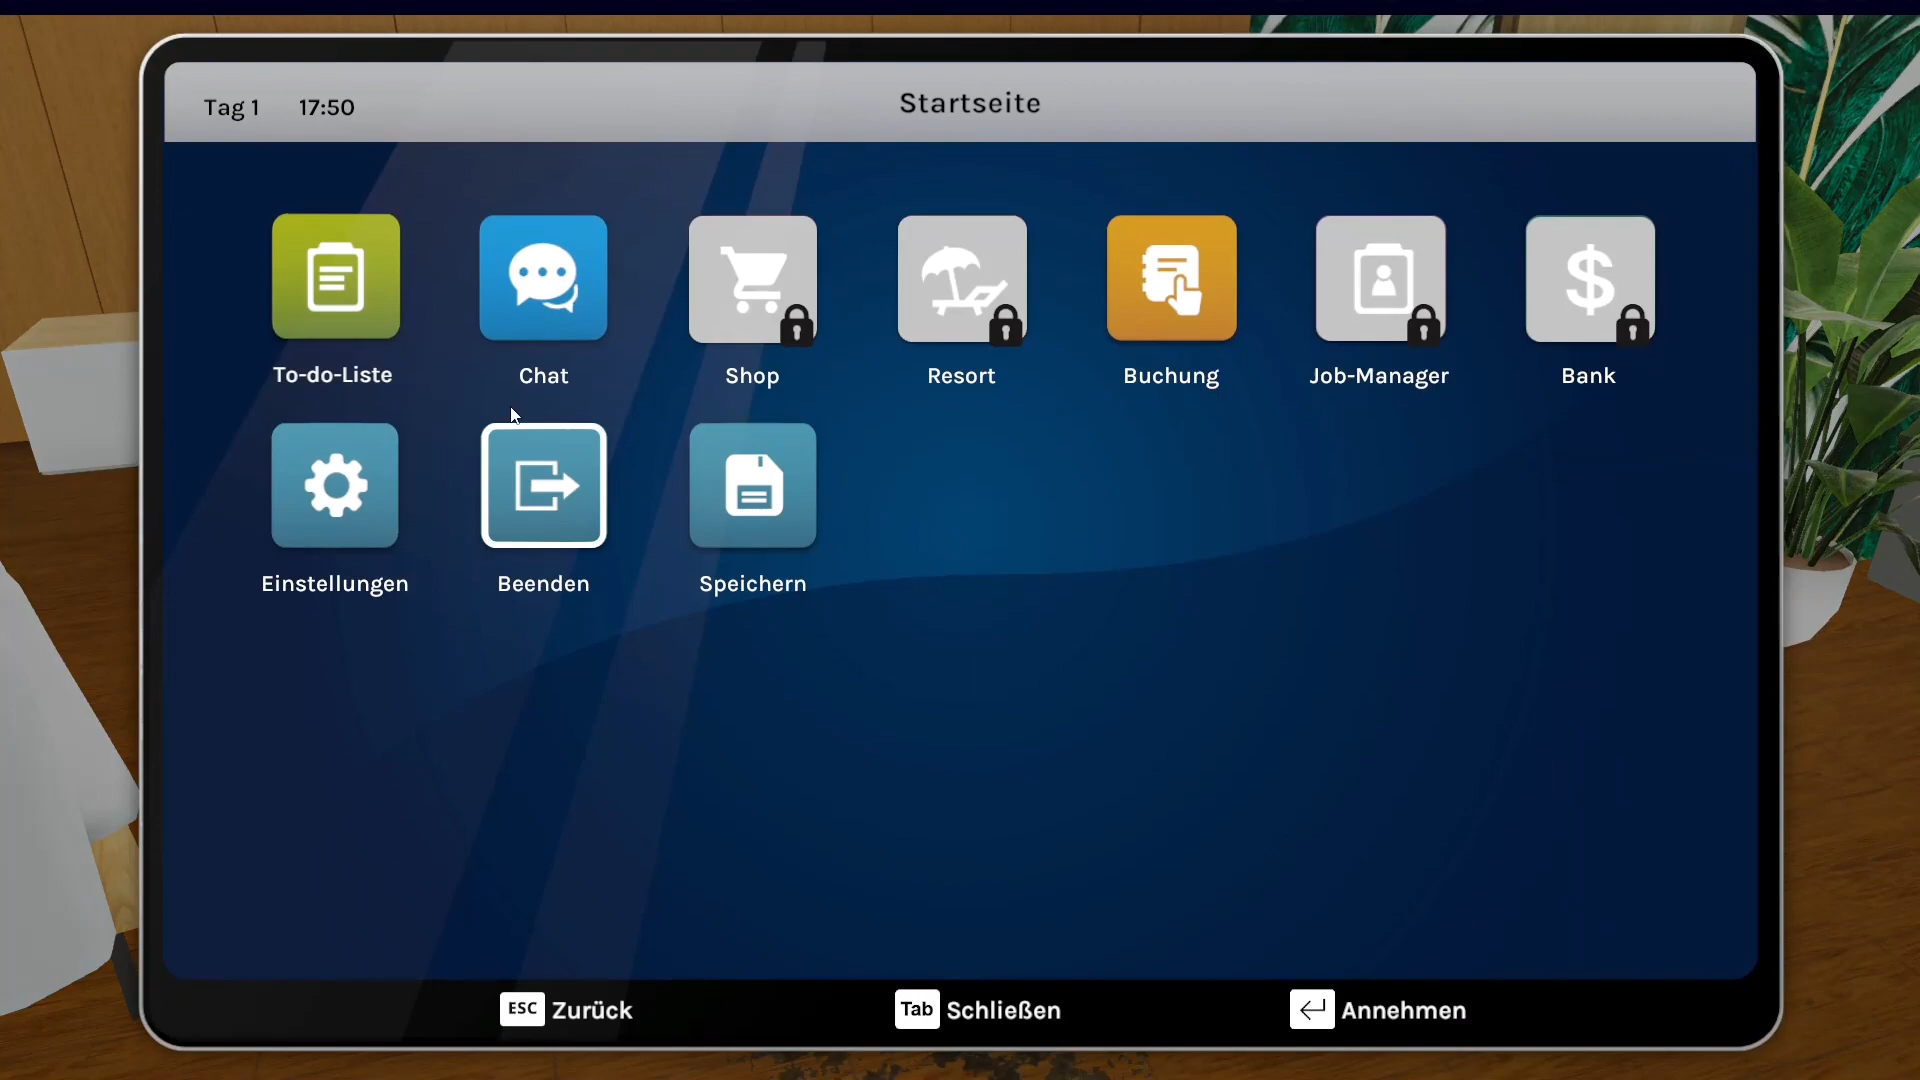 Tag 1 17:50
Startseite
To-do-Liste
Chat
Shop
Resort
Buchung
Job-Manager
$
Bank
Einstellungen
Beenden
Speichern
ESC Zurück
Tab Schließen
Annehmen